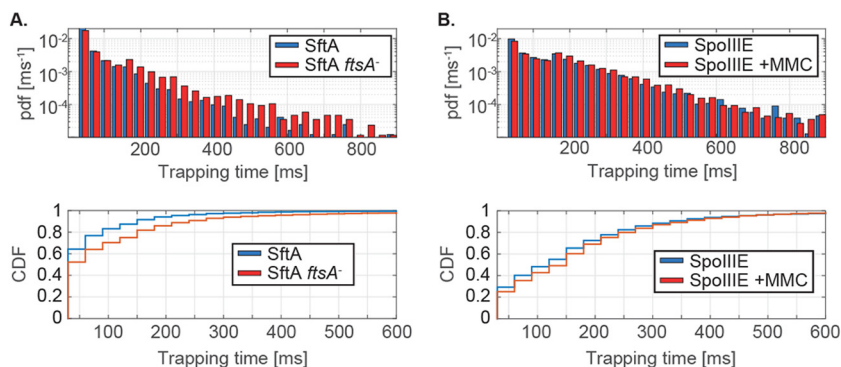 A.
pdf [ms-1]
10-2
10-3
10-4
SftA
SftA ftsA-
200 400 600 800
Trapping time [ms]
CDF
1
0.8
0.6
0.4
0.2
0
SftA
SftA ftsA-
100 200 300 400 500 600
Trapping time [ms]
B.
pdf [ms-1]
10-2
10-3
10-4
SpoIIIE
SpoIIIE +MMC
200 400 600 800
Trapping time [ms]
CDF
1
0.8
0.6
0.4
0.2
0
SpoIIIE
SpoIIIE +MMC
100 200 300 400 500 600
Trapping time [ms]